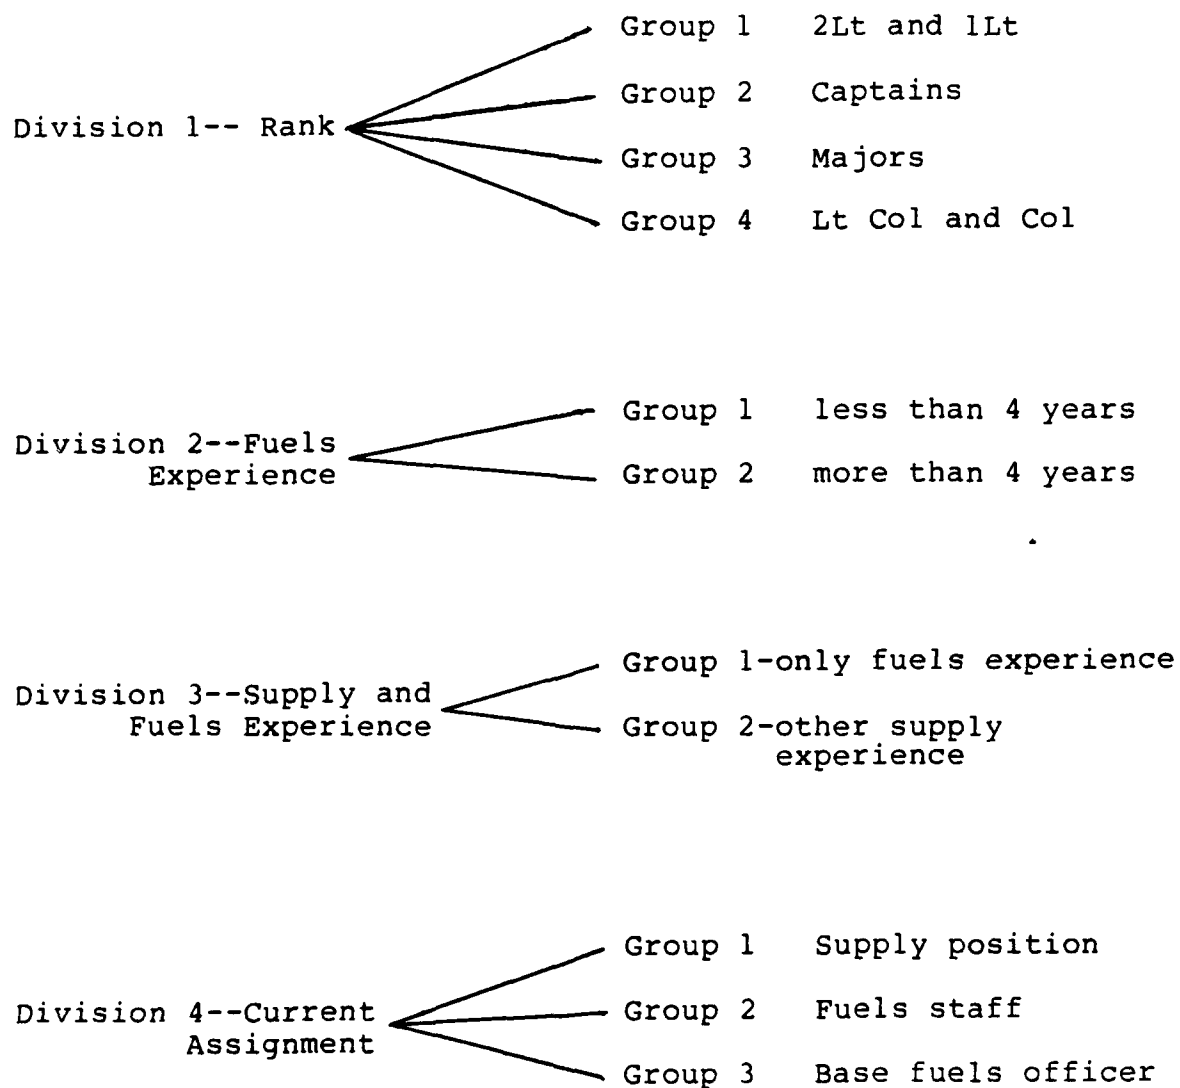 Division 1-- Rank
Group 1 2Lt and 1Lt
Group 2 Captains
Group 3 Majors
Group 4 Lt Col and Col
Division 2--Fuels
Experience
Group 1 less than 4 years
Group 2 more than 4 years
Division 3--Supply and
Fuels Experience
Group 1-only fuels experience
Group 2-other supply
experience
Division 4--Current
Assignment
Group 1 Supply position
Group 2 Fuels staff
Group 3 Base fuels officer